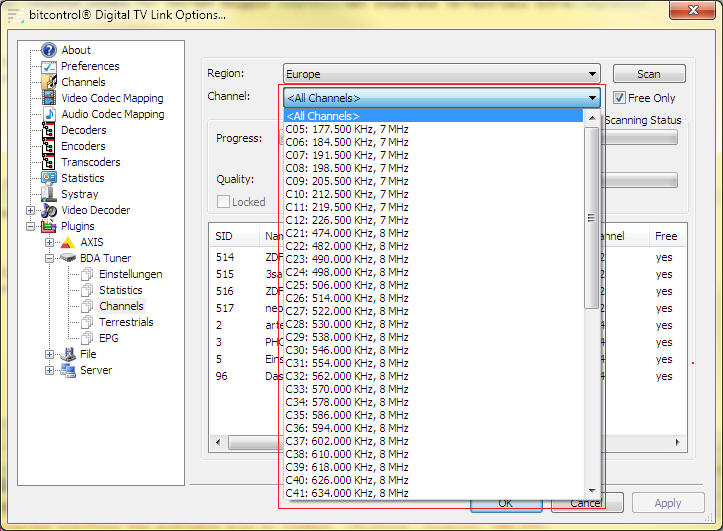 bitcontrol® Digital TV Link Options...
About
Preferences
Channels
Video Codec Mapping
Audio Codec Mapping
Decoders
Encoders
Transcoders
Statistics
Systray
Video Decoder
Plugins
AXIS
BDA Tuner
Einstellungen
Statistics
Channels
Terrestrials
EPG
File
Server
Region: Europe Scan
Channel: <All Channels> Free Only
<All Channels>
C05: 177.500 KHz, 7 MHz
C06: 184.500 KHz, 7 MHz
C07: 191.500 KHz, 7 MHz
C08: 198.500 KHz, 7 MHz
C09: 205.500 KHz, 7 MHz
C10: 212.500 KHz, 7 MHz
C11: 219.500 KHz, 7 MHz
C12: 226.500 KHz, 7 MHz
C21: 474.000 KHz, 8 MHz
C22: 482.000 KHz, 8 MHz
C23: 490.000 KHz, 8 MHz
C24: 498.000 KHz, 8 MHz
C25: 506.000 KHz, 8 MHz
C26: 514.000 KHz, 8 MHz
C27: 522.000 KHz, 8 MHz
C28: 530.000 KHz, 8 MHz
C29: 538.000 KHz, 8 MHz
C30: 546.000 KHz, 8 MHz
C31: 554.000 KHz, 8 MHz
C32: 562.000 KHz, 8 MHz
C33: 570.000 KHz, 8 MHz
C34: 578.000 KHz, 8 MHz
C35: 586.000 KHz, 8 MHz
C36: 594.000 KHz, 8 MHz
C37: 602.000 KHz, 8 MHz
C38: 610.000 KHz, 8 MHz
C39: 618.000 KHz, 8 MHz
C40: 626.000 KHz, 8 MHz
C41: 634.000 KHz, 8 MHz
Scanning Status
Progress:
Quality:
Locked
SID Na annel Free
514 ZDF 2 yes
515 3sa 2 yes
516 ZDF 2 yes
517 neo 2 yes
2 arte 4 yes
3 PHO 4 yes
5 Eins 4 yes
96 Das 4 yes
OK Cancel Apply